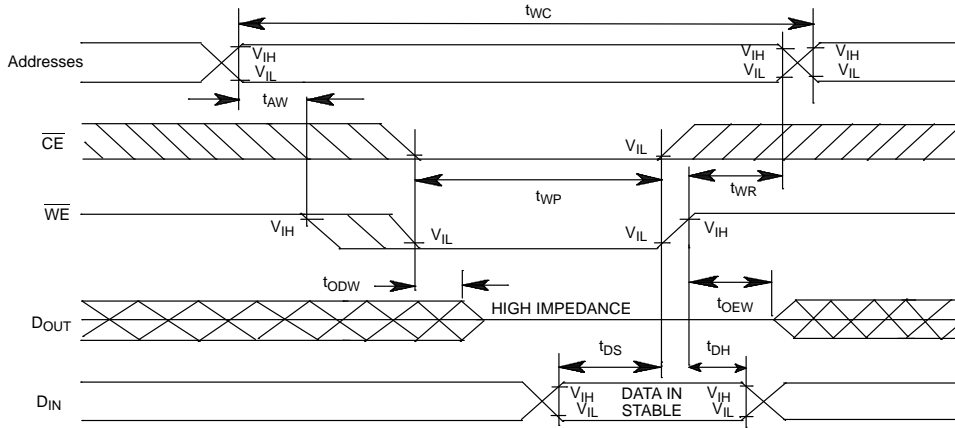 tWC
Addresses
VIH
VIL
VIH
VIL
VIH
VIL
tAW
CE
VIL
tWP
tWR
WE
VIH
VIL
VIL
VIH
tODW
tOEW
DOUT
HIGH IMPEDANCE
tDS
tDH
DIN
VIH
VIL
DATA IN
STABLE
VIH
VIL